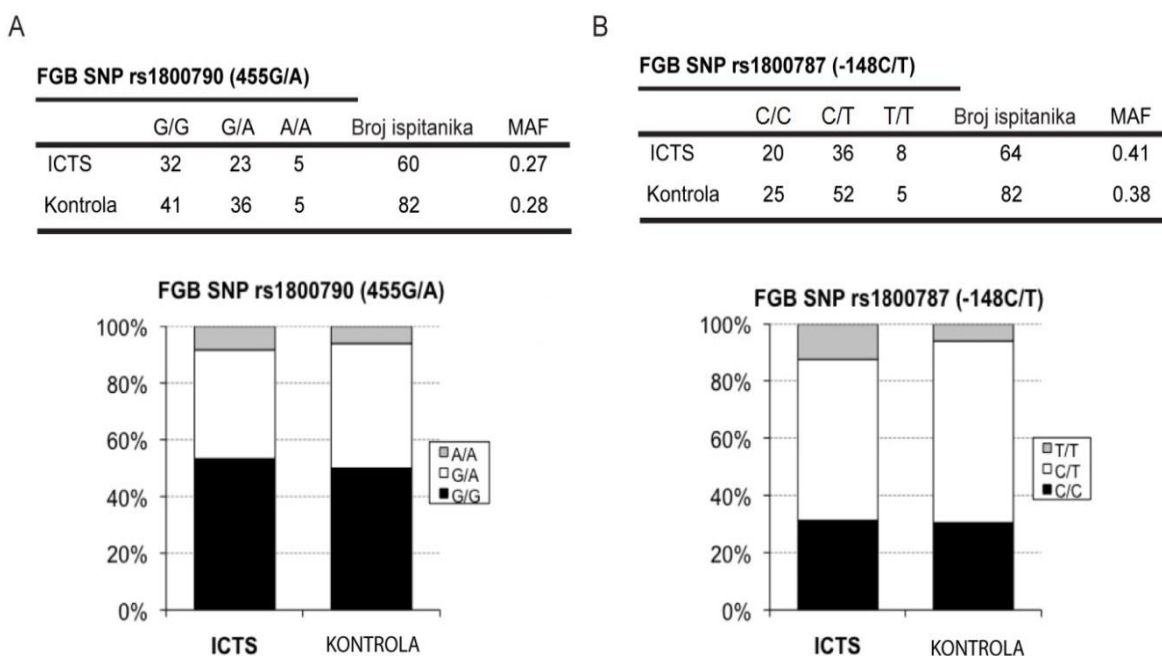 A
FGB SNP rs1800790 (455G/A)
G/G G/A A/A Broj ispitanika MAF
ICTS 32 23 5 60 0.27
Kontrola 41 36 5 82 0.28
FGB SNP rs1800790 (455G/A)
100%
80%
60%
40%
20%
0%
A/A
G/A
G/G
ICTS KONTROLA
B
FGB SNP rs1800787 (-148C/T)
C/C C/T T/T Broj ispitanika MAF
ICTS 20 36 8 64 0.41
Kontrola 25 52 5 82 0.38
FGB SNP rs1800787 (-148C/T)
100%
80%
60%
40%
20%
0%
T/T
C/T
C/C
ICTS KONTROLA